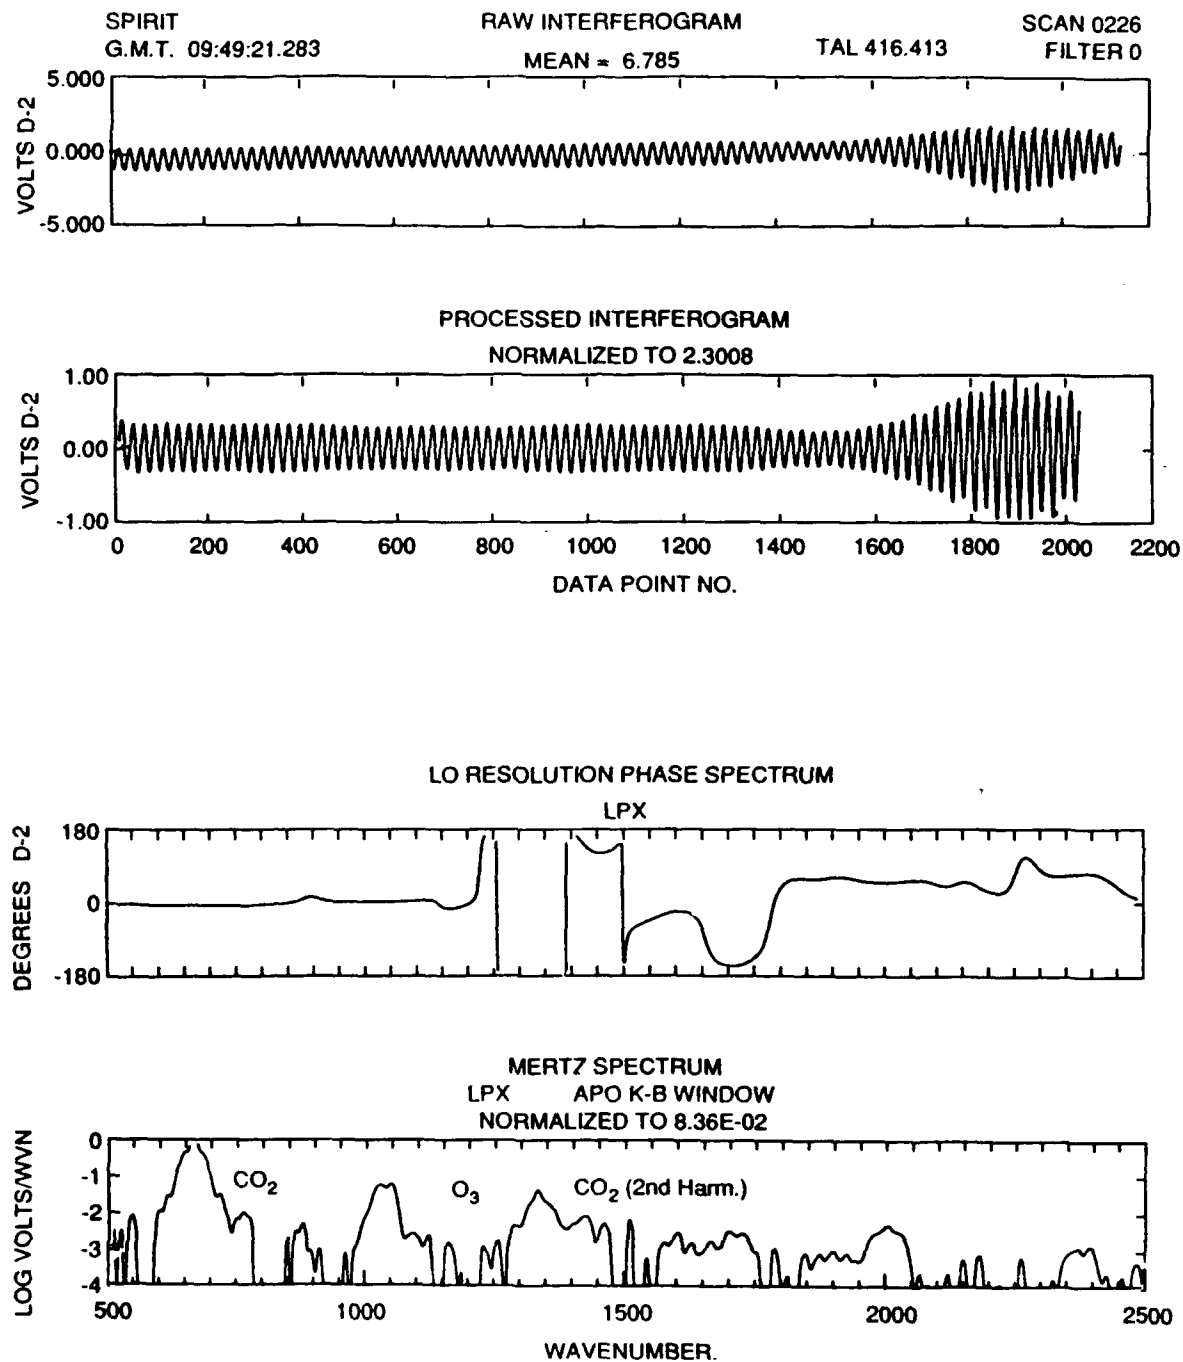 SPIRIT RAW INTERFEROGRAM SCAN 0226
G.M.T. 09:49:21.283 MEAN = 6.785 TAL 416.413 FILTER 0
5.000
0.000
-5.000
VOLTS D-2
PROCESSED INTERFEROGRAM
NORMALIZED TO 2.3008
1.00
0.00
-1.00
VOLTS D-2
0 200 400 600 800 1000 1200 1400 1600 1800 2000 2200
DATA POINT NO.
LO RESOLUTION PHASE SPECTRUM
LPX
180
0
-180
DEGREES D-2
MERTZ SPECTRUM
LPX APO K-B WINDOW
NORMALIZED TO 8.36E-02
0
-1
-2
-3
-4
LOG VOLTS/WVN
CO2 O3 CO2 (2nd Harm.)
500 1000 1500 2000 2500
WAVENUMBER.